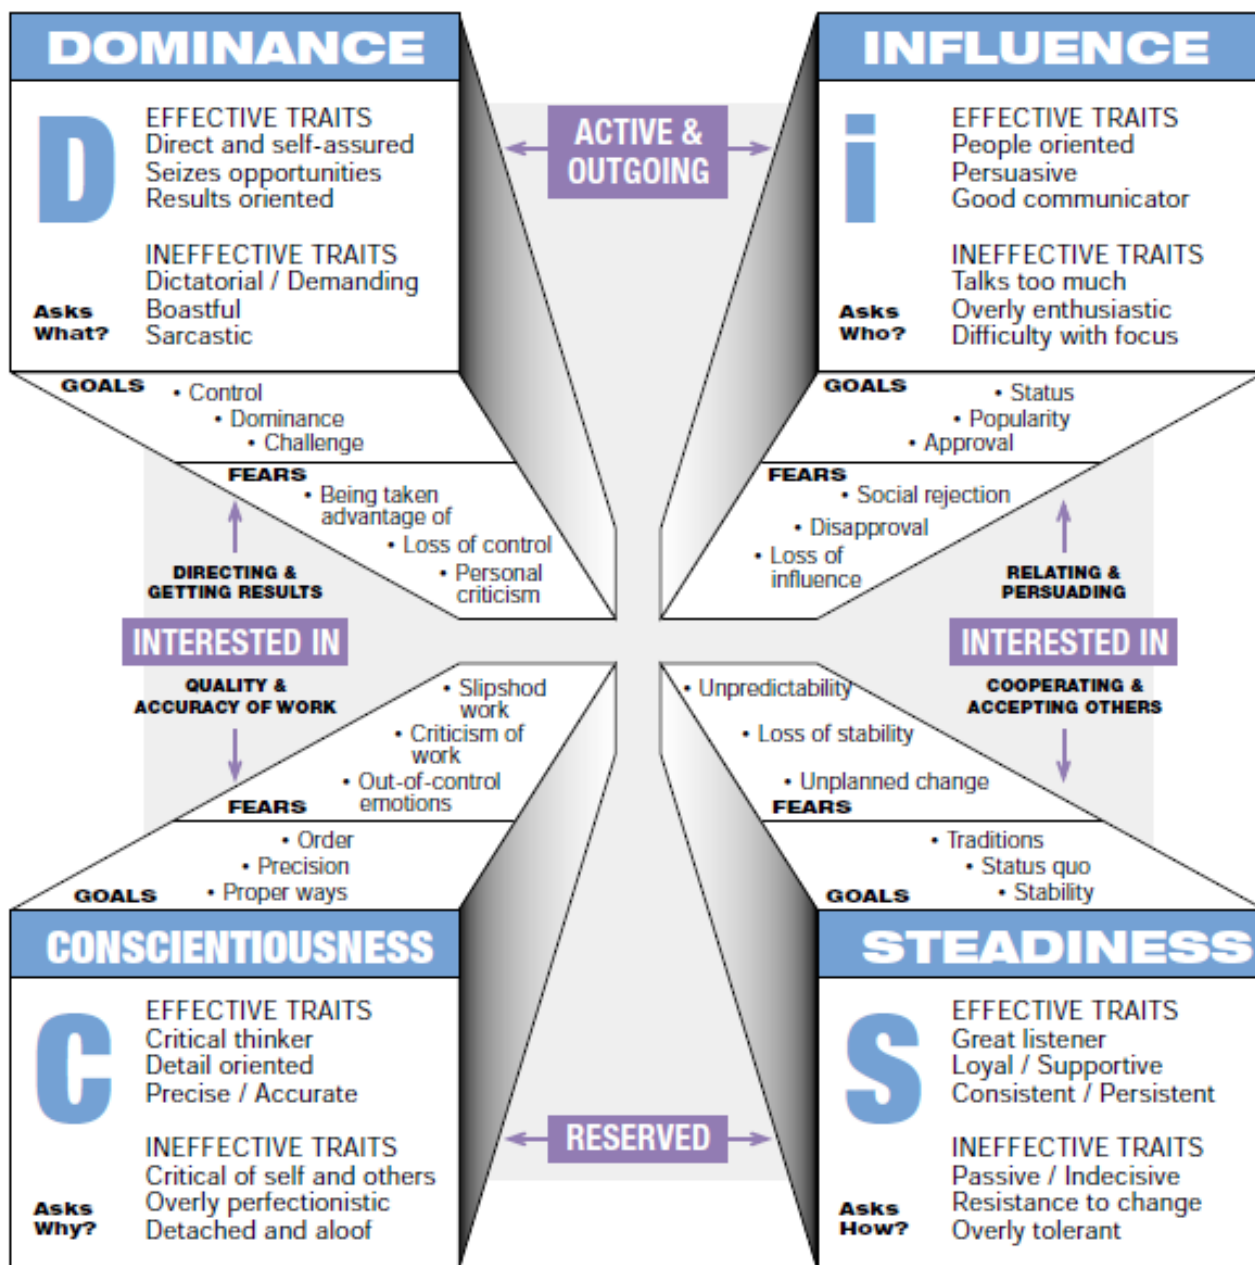 DOMINANCE
D
EFFECTIVE TRAITS
Direct and self-assured
Seizes opportunities
Results oriented
INEFFECTIVE TRAITS
Dictatorial / Demanding
Boastful
Sarcastic
Asks
What?
GOALS
• Control
• Dominance
• Challenge
FEARS
• Being taken
advantage of
• Loss of control
• Personal
criticism
ACTIVE &
OUTGOING
INFLUENCE
i
EFFECTIVE TRAITS
People oriented
Persuasive
Good communicator
INEFFECTIVE TRAITS
Talks too much
Overly enthusiastic
Difficulty with focus
Asks
Who?
GOALS
• Status
• Popularity
• Approval
FEARS
• Social rejection
• Disapproval
• Loss of
influence
DIRECTING &
GETTING RESULTS
INTERESTED IN
QUALITY &
ACCURACY OF WORK
RELATING &
PERSUADING
INTERESTED IN
COOPERATING &
ACCEPTING OTHERS
• Slipshod
work
• Criticism of
work
• Out-of-control
emotions
FEARS
• Order
• Precision
• Proper ways
GOALS
CONSCIENTIOUSNESS
C
EFFECTIVE TRAITS
Critical thinker
Detail oriented
Precise / Accurate
INEFFECTIVE TRAITS
Critical of self and others
Overly perfectionistic
Detached and aloof
Asks
Why?
RESERVED
• Unpredictability
• Loss of stability
• Unplanned change
FEARS
• Traditions
• Status quo
• Stability
GOALS
STEADINESS
S
EFFECTIVE TRAITS
Great listener
Loyal / Supportive
Consistent / Persistent
INEFFECTIVE TRAITS
Passive / Indecisive
Resistance to change
Overly tolerant
Asks
How?